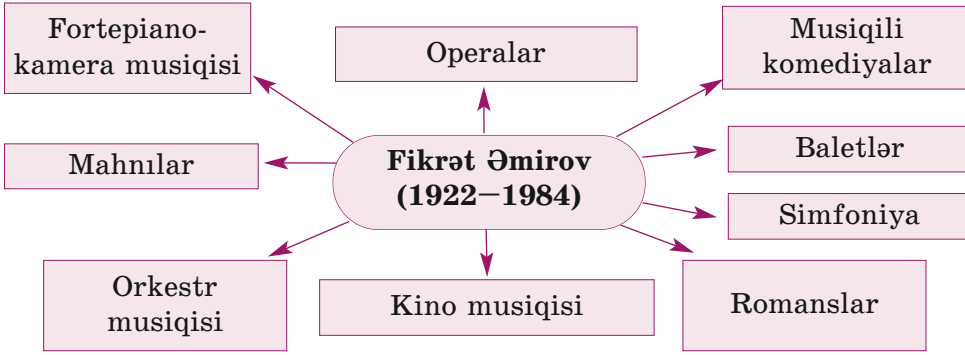 Fortepiano-
kamera musiqisi
Operalar
Musiqili
komediyalar
Mahnılar
Fikrət Əmirov
(1922—1984)
Baletlər
Simfoniya
Orkestr
musiqisi
Kino musiqisi
Romanslar